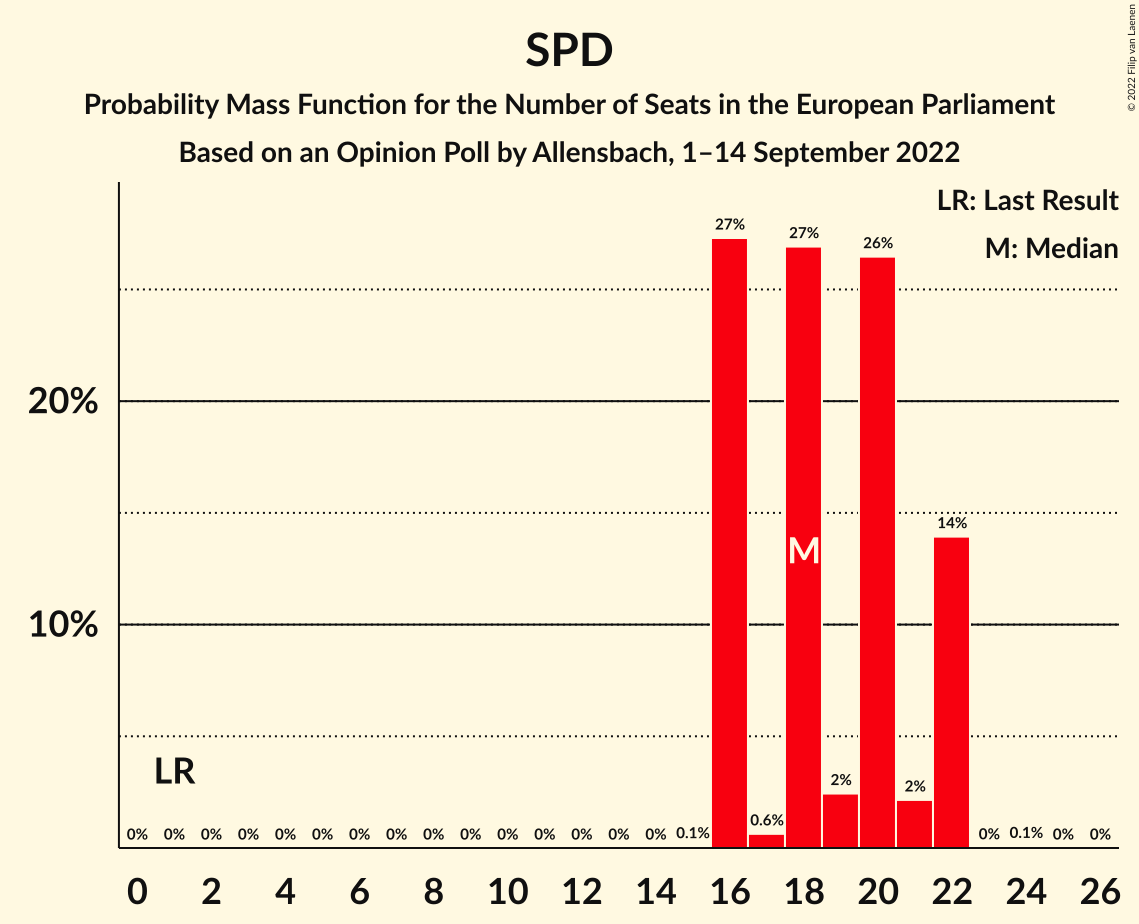 SPD
Probability Mass Function for the Number of Seats in the European Parliament
Based on an Opinion Poll by Allensbach, 1–14 September 2022
© 2022 Filip van Laenen
LR: Last Result
M: Median
27%
27%
26%
20%
14%
M
10%
LR
2%
2%
0% 0% 0% 0% 0% 0% 0% 0% 0% 0% 0% 0% 0% 0% 0% 0.1% 0.6% 0% 0.1% 0% 0%
0 2 4 6 8 10 12 14 16 18 20 22 24 26